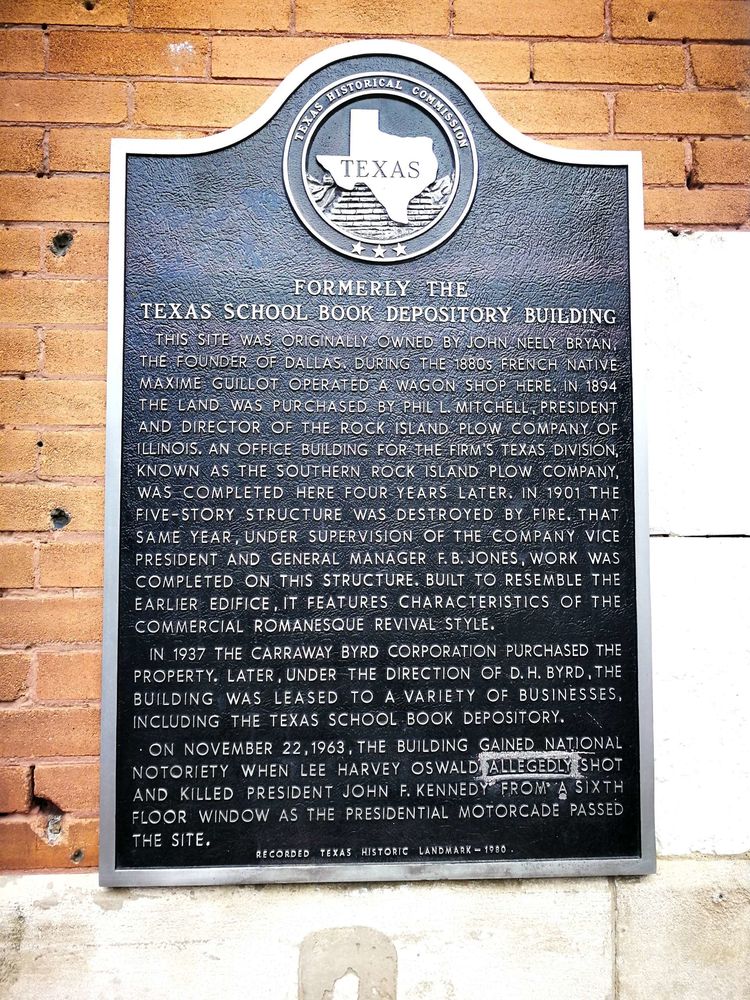 TEXAS HISTORICAL COMMISSION
TEXAS
FORMERLY THE
TEXAS SCHOOL BOOK DEPOSITORY BUILDING
THIS SITE WAS ORIGINALLY OWNED BY JOHN NEELY BRYAN,
THE FOUNDER OF DALLAS. DURING THE 1880s FRENCH NATIVE
MAXIME GUILLOT OPERATED A WAGON SHOP HERE. IN 1894
THE LAND WAS PURCHASED BY PHIL L. MITCHELL, PRESIDENT
AND DIRECTOR OF THE ROCK ISLAND PLOW COMPANY OF
ILLINOIS. AN OFFICE BUILDING FOR THE FIRM'S TEXAS DIVISION,
KNOWN AS THE SOUTHERN ROCK ISLAND PLOW COMPANY,
WAS COMPLETED HERE FOUR YEARS LATER. IN 1901 THE
FIVE-STORY STRUCTURE WAS DESTROYED BY FIRE. THAT
SAME YEAR, UNDER SUPERVISION OF THE COMPANY VICE
PRESIDENT AND GENERAL MANAGER F.B. JONES, WORK WAS
COMPLETED ON THIS STRUCTURE. BUILT TO RESEMBLE THE
EARLIER EDIFICE, IT FEATURES CHARACTERISTICS OF THE
COMMERCIAL ROMANESQUE REVIVAL STYLE.
IN 1937 THE CARRAWAY BYRD CORPORATION PURCHASED THE
PROPERTY. LATER, UNDER THE DIRECTION OF D.H. BYRD, THE
BUILDING WAS LEASED TO A VARIETY OF BUSINESSES,
INCLUDING THE TEXAS SCHOOL BOOK DEPOSITORY.
ON NOVEMBER 22, 1963, THE BUILDING GAINED NATIONAL
NOTORIETY WHEN LEE HARVEY OSWALD ALLEGEDLY SHOT
AND KILLED PRESIDENT JOHN F. KENNEDY FROM A SIXTH
FLOOR WINDOW AS THE PRESIDENTIAL MOTORCADE PASSED
THE SITE.
RECORDED TEXAS HISTORIC LANDMARK - 1980.